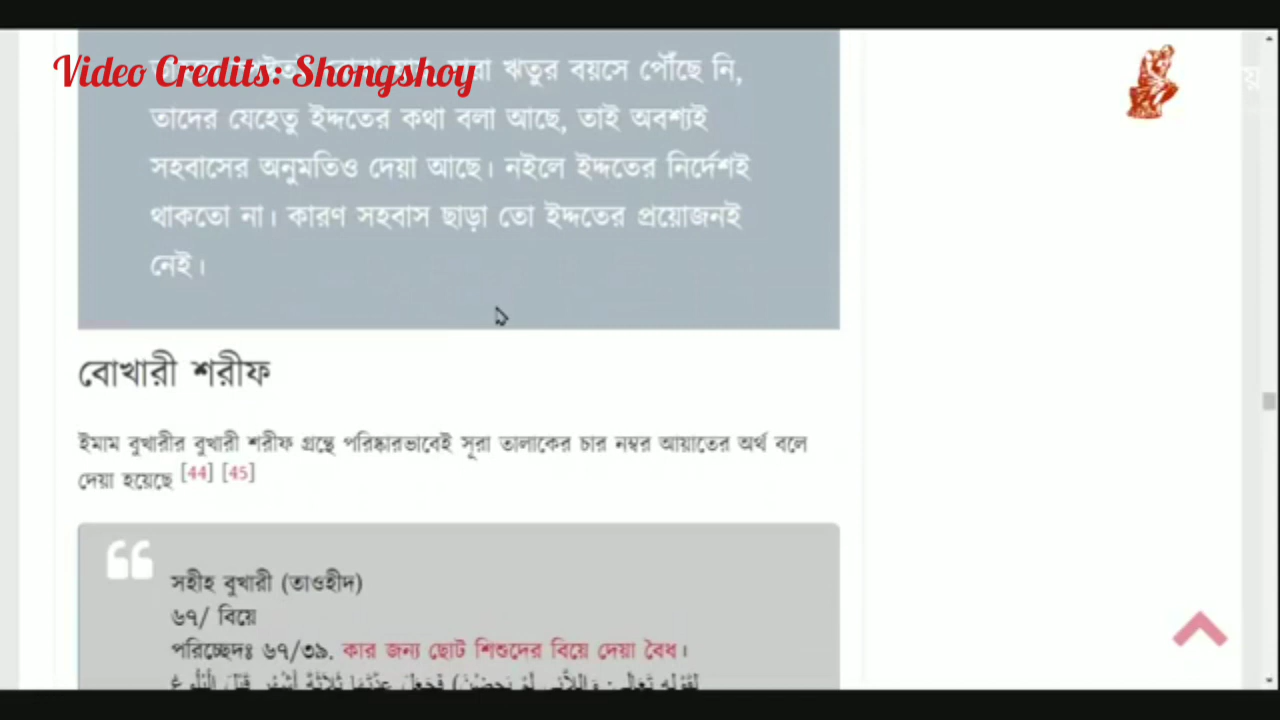 Video Credits: Shongshoy
ঋতুর বয়সে পৌঁছে নি,
তাদের যেহেতু ইদ্দতের কথা বলা আছে, তাই অবশ্যই
সহবাসের অনুমতিও দেয়া আছে। নইলে ইদ্দতের নির্দেশই
থাকতো না। কারণ সহবাস ছাড়া তো ইদ্দতের প্রয়োজনই
নেই।
বোখারী শরীফ
ইমাম বুখারীর বুখারী শরীফ গ্রন্থে পরিষ্কারভাবেই সূরা তালাকের চার নম্বর আয়াতের অর্থ বলে
দেয়া হয়েছে [44] [45]
সহীহ বুখারী (তাওহীদ)
৬৭/ বিয়ে
পরিচ্ছেদঃ ৬৭/৩৯. কার জন্য ছোট শিশুদের বিয়ে দেয়া বৈধ।